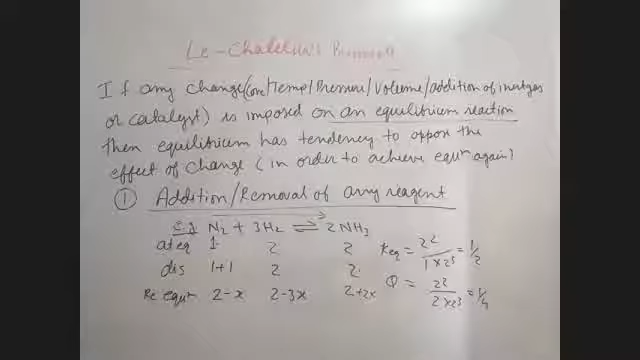 Le-Chatelier's
If any change (conc/Temp/Pressure/Volume/addition of inert gas
or catalyst) is imposed on an equilibrium reaction
then equilibrium has tendency to oppose the
effect of change (in order to achieve equm again)
① Addition/Removal of any reagent
e.g N₂ + 3H₂ ⇌ 2NH₃
at eq 1 2 2 Keq = 2²/1×2³ = 1/2
dis 1+1 2 2
Re equm 2-x 2-3x 2+2x Q = 2²/2×2³ = 1/4